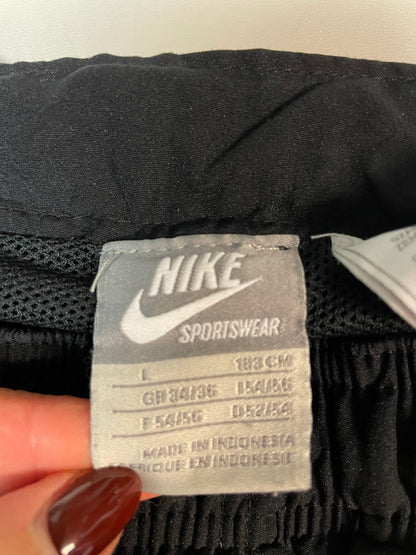 NIKE
SPORTSWEAR
L 183 CM
GB 34/36 I 54/56
E 54/56 D 52/54
MADE IN INDONESIA
FABRIQUE EN INDONESIE